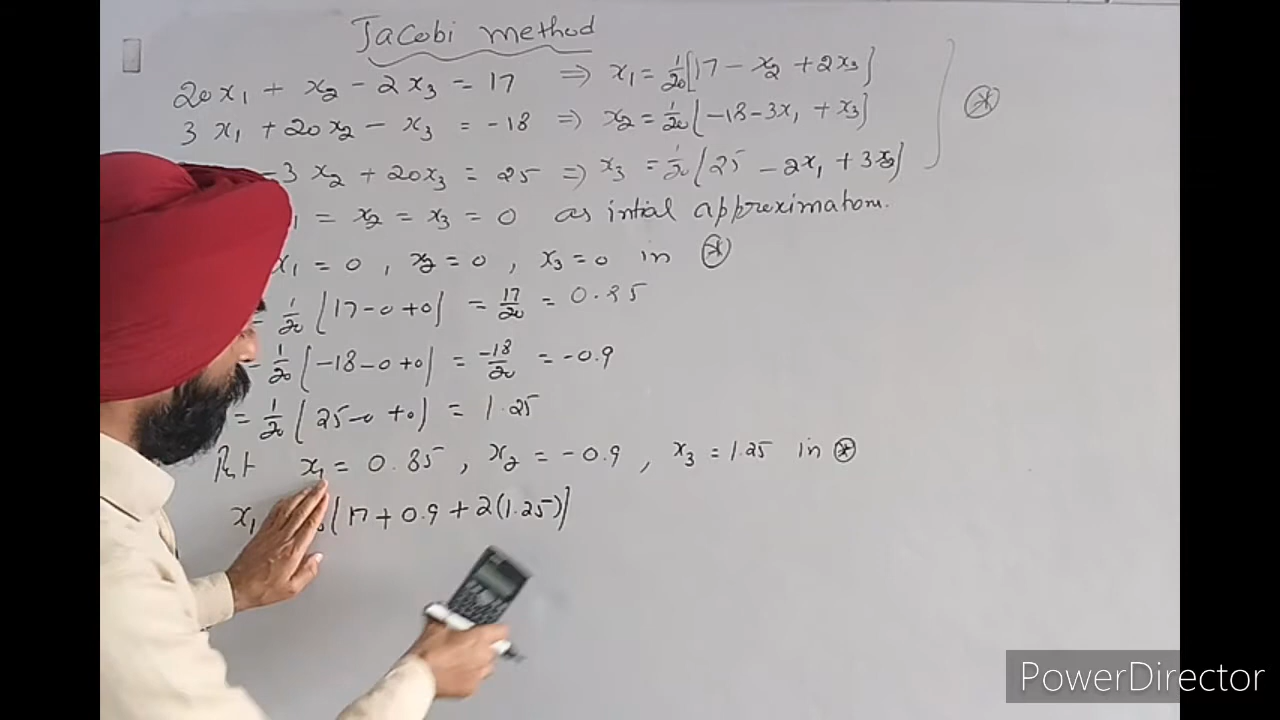 Jacobi method
20x₁ + x₂ - 2x₃ = 17 ⇒ x₁ = 1/20[17 - x₂ + 2x₃]
3x₁ + 20x₂ - x₃ = -18 ⇒ x₂ = 1/20[-18 - 3x₁ + x₃]
-3x₂ + 20x₃ = 25 ⇒ x₃ = 1/20[25 - 2x₁ + 3x₂]
= x₂ = x₃ = 0 as intial approximation.
x₁ = 0, x₂ = 0, x₃ = 0 in ⊛
= 1/20[17-0+0] = 17/20 = 0.85
= 1/20[-18-0+0] = -18/20 = -0.9
= 1/20[25-0+0] = 1.25
Put x₁ = 0.85, x₂ = -0.9, x₃ = 1.25 in ⊛
x₁ [17 + 0.9 + 2(1.25)]
PowerDirector